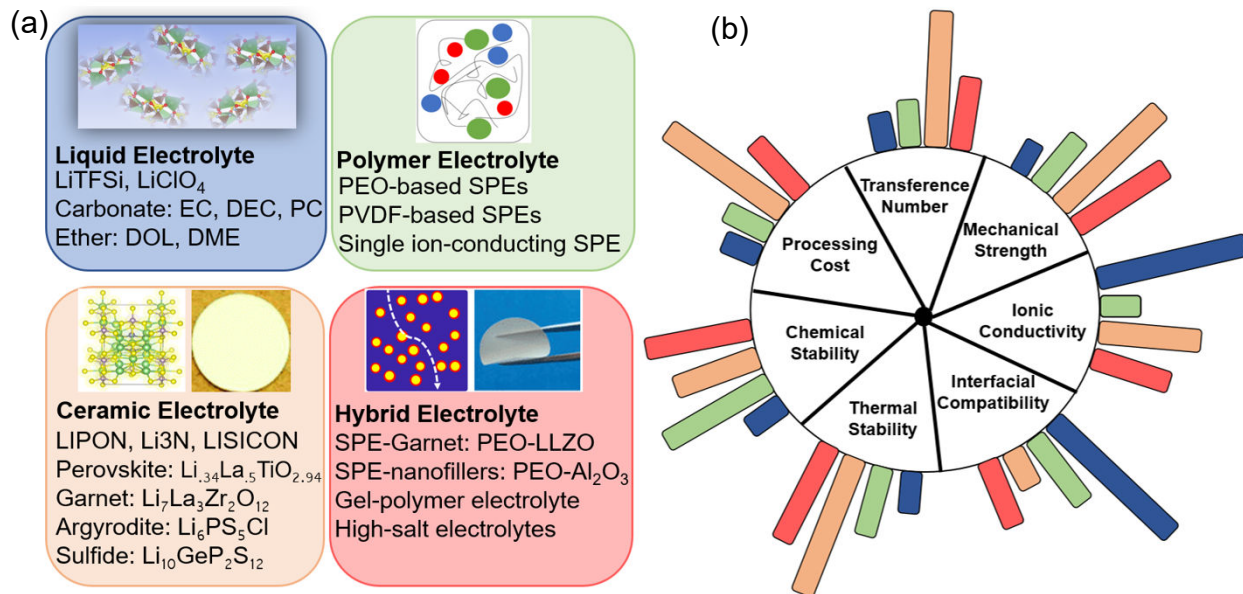 (a)
Liquid Electrolyte
LiTFSi, LiClO₄
Carbonate: EC, DEC, PC
Ether: DOL, DME
Polymer Electrolyte
PEO-based SPEs
PVDF-based SPEs
Single ion-conducting SPE
Ceramic Electrolyte
LIPON, Li3N, LISICON
Perovskite: Li.₃₄La.₅TiO₂.₉₄
Garnet: Li₇La₃Zr₂O₁₂
Argyrodite: Li₆PS₅Cl
Sulfide: Li₁₀GeP₂S₁₂
Hybrid Electrolyte
SPE-Garnet: PEO-LLZO
SPE-nanofillers: PEO-Al₂O₃
Gel-polymer electrolyte
High-salt electrolytes
(b)
Transference
Number
Mechanical
Strength
Ionic
Conductivity
Interfacial
Compatibility
Thermal
Stability
Chemical
Stability
Processing
Cost